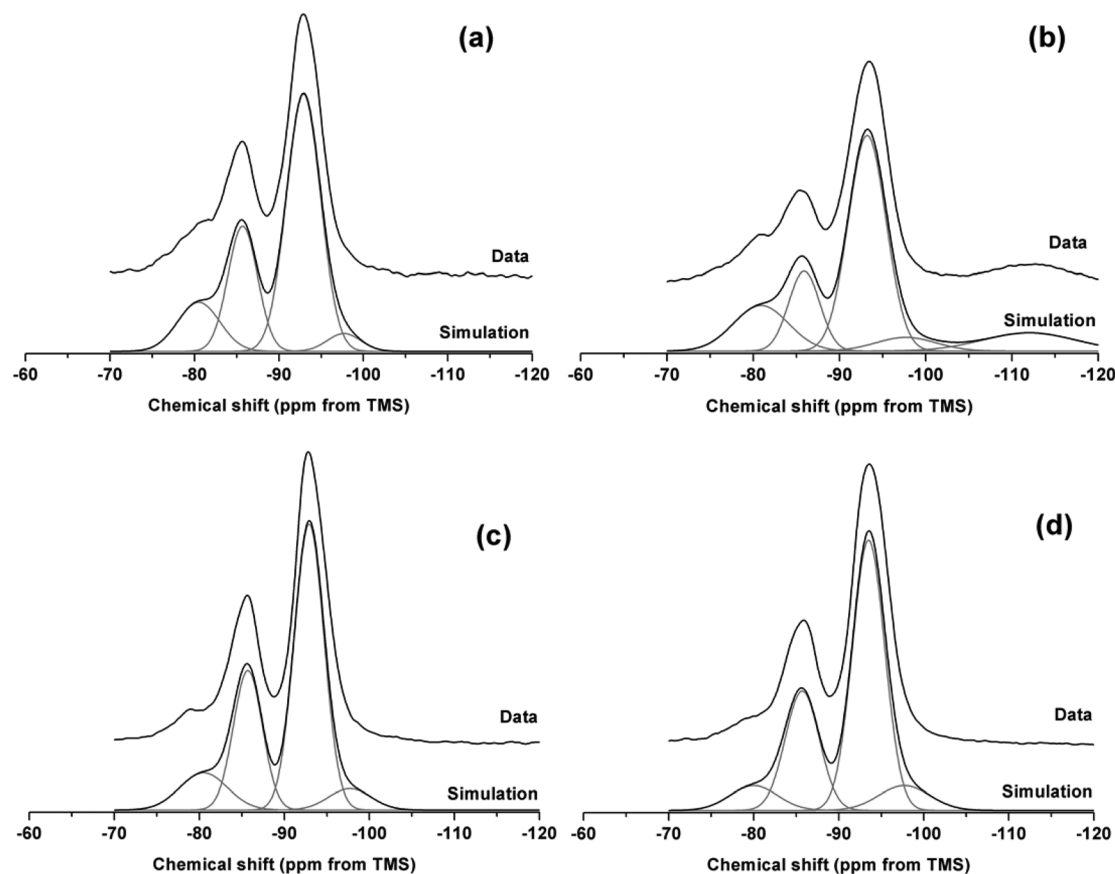 (a)
Data
Simulation
-60 -70 -80 -90 -100 -110 -120
Chemical shift (ppm from TMS)
(b)
Data
Simulation
-60 -70 -80 -90 -100 -110 -120
Chemical shift (ppm from TMS)
(c)
Data
Simulation
-60 -70 -80 -90 -100 -110 -120
Chemical shift (ppm from TMS)
(d)
Data
Simulation
-60 -70 -80 -90 -100 -110 -120
Chemical shift (ppm from TMS)